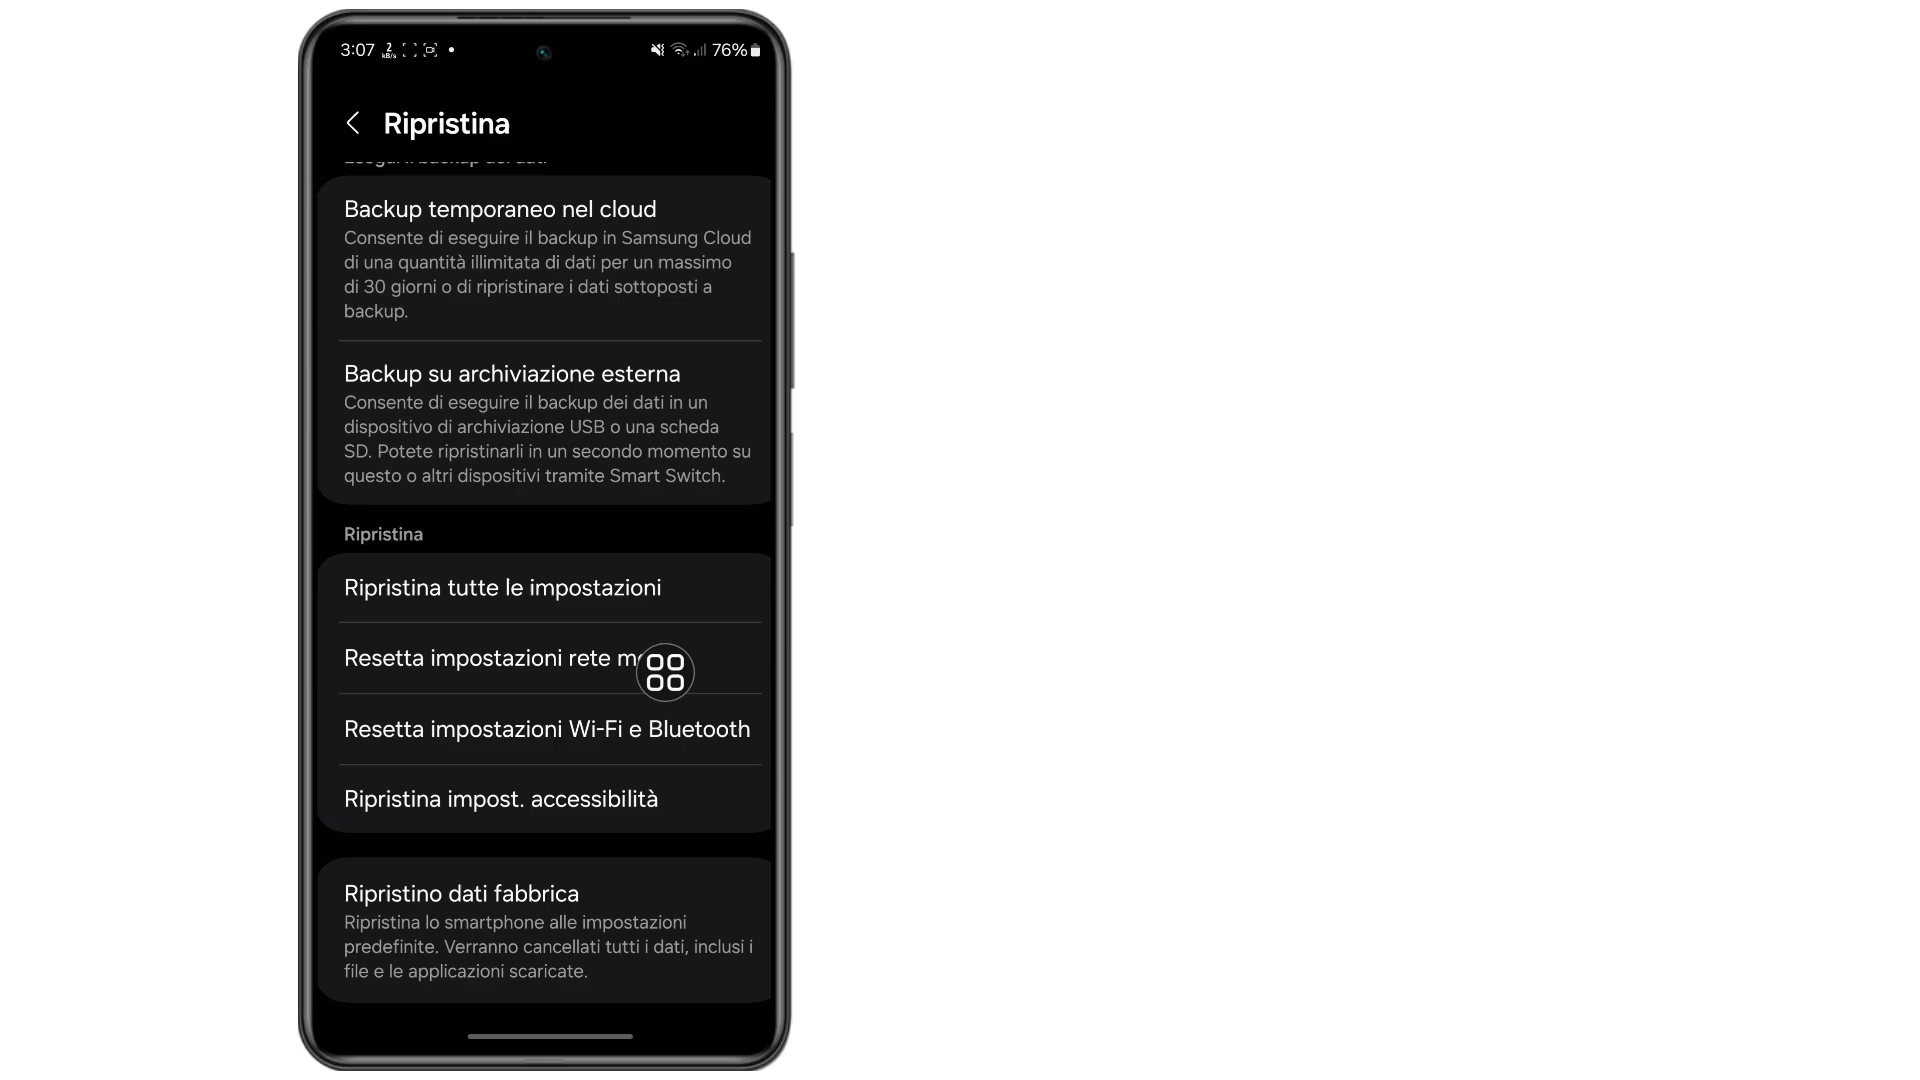 3:07 2 kB/s 76%
Ripristina
Backup temporaneo nel cloud
Consente di eseguire il backup in Samsung Cloud
di una quantità illimitata di dati per un massimo
di 30 giorni o di ripristinare i dati sottoposti a
backup.
Backup su archiviazione esterna
Consente di eseguire il backup dei dati in un
dispositivo di archiviazione USB o una scheda
SD. Potete ripristinarli in un secondo momento su
questo o altri dispositivi tramite Smart Switch.
Ripristina
Ripristina tutte le impostazioni
Resetta impostazioni rete
Resetta impostazioni Wi-Fi e Bluetooth
Ripristina impost. accessibilità
Ripristino dati fabbrica
Ripristina lo smartphone alle impostazioni
predefinite. Verranno cancellati tutti i dati, inclusi i
file e le applicazioni scaricate.